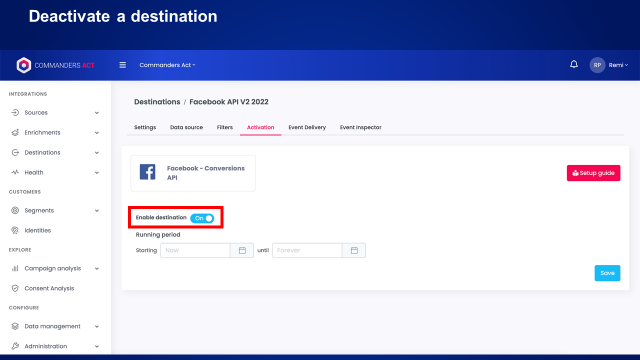 Deactivate a destination
COMMANDERS ACT
Commanders Act
RP
Remi
INTEGRATIONS
Sources
Enrichments
Destinations
Health
CUSTOMERS
Segments
Identities
EXPLORE
Campaign analysis
Consent Analysis
CONFIGURE
Data management
Administration
Destinations / Facebook API V2 2022
Settings Data source Filters Activation Event Delivery Event Inspector
Facebook - Conversions
API
Setup guide
Enable destination On
Running period
Starting Now until Forever
Save